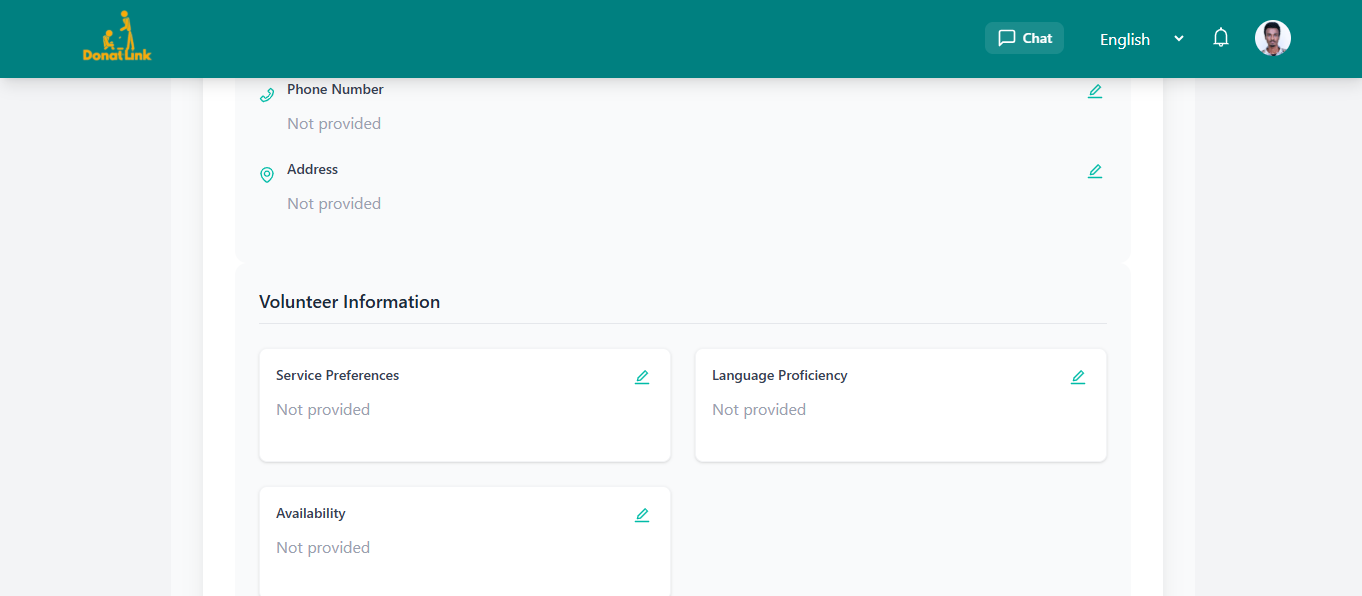 DonatLink
Chat
English
Phone Number
Not provided
Address
Not provided
Volunteer Information
Service Preferences
Not provided
Language Proficiency
Not provided
Availability
Not provided